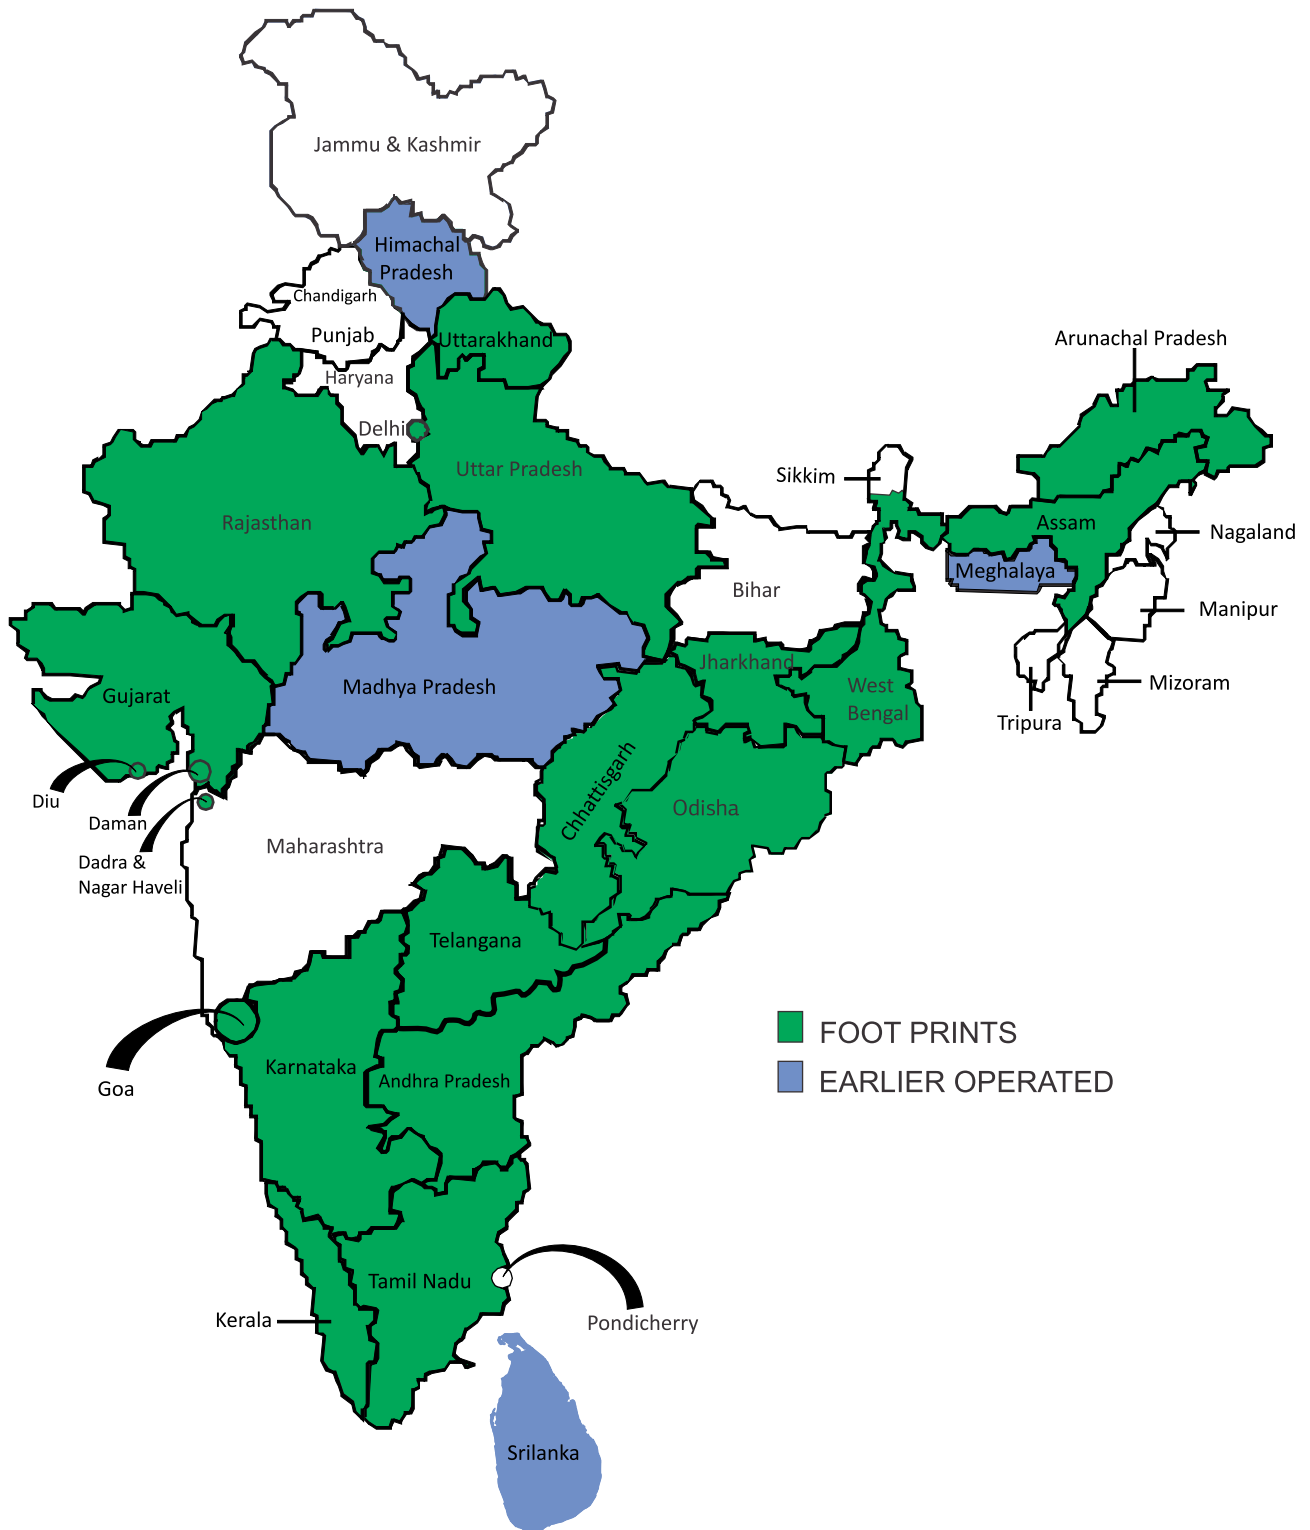 Jammu & Kashmir
Himachal
Pradesh
Chandigarh
Punjab
Uttarakhand
Haryana
Delhi
Arunachal Pradesh
Uttar Pradesh
Sikkim
Rajasthan
Assam
Nagaland
Meghalaya
Bihar
Manipur
Jharkhand
Madhya Pradesh
Gujarat
West
Bengal
Mizoram
Tripura
Diu
Daman
Dadra &
Nagar Haveli
Chhattisgarh
Odisha
Maharashtra
Telangana
FOOT PRINTS
EARLIER OPERATED
Goa
Karnataka
Andhra Pradesh
Tamil Nadu
Kerala
Pondicherry
Srilanka